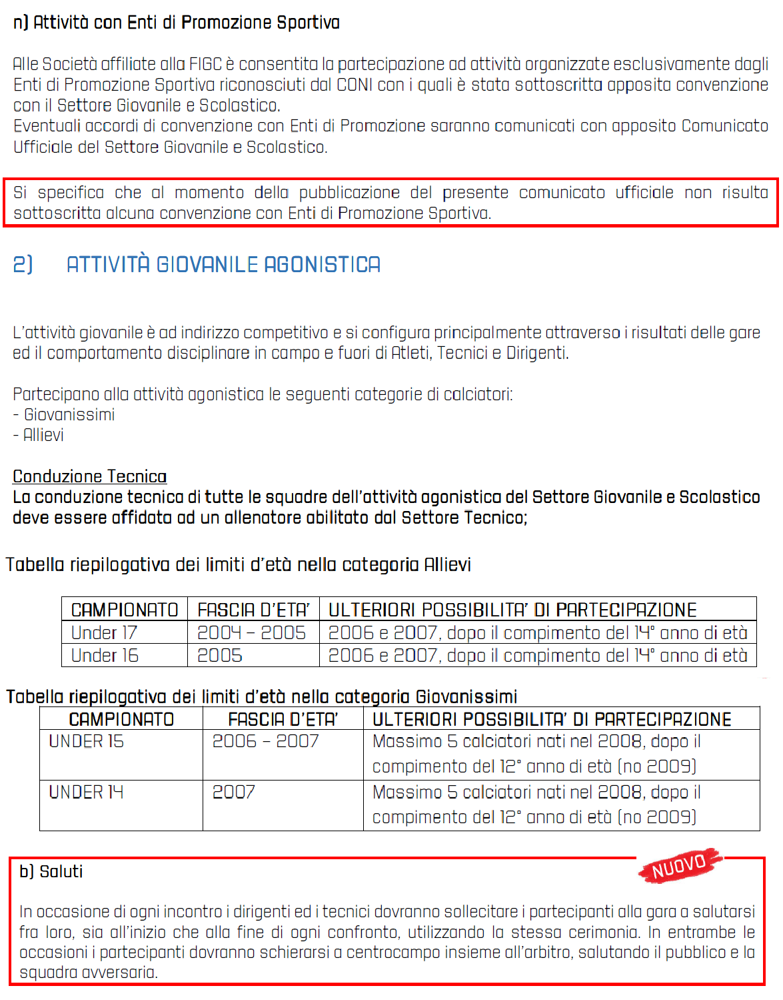 n) Attività con Enti di Promozione Sportiva
Alle Società affiliate alla FIGC è consentita la partecipazione ad attività organizzate esclusivamente dagli
Enti di Promozione Sportiva riconosciuti dal CONI con i quali è stata sottoscritta apposita convenzione
con il Settore Giovanile e Scolastico.
Eventuali accordi di convenzione con Enti di Promozione saranno comunicati con apposito Comunicato
Ufficiale del Settore Giovanile e Scolastico.
Si specifica che al momento della pubblicazione del presente comunicato ufficiale non risulta
sottoscritta alcuna convenzione con Enti di Promozione Sportiva.
2) ATTIVITÀ GIOVANILE AGONISTICA
L'attività giovanile è ad indirizzo competitivo e si configura principalmente attraverso i risultati delle gare
ed il comportamento disciplinare in campo e fuori di Atleti, Tecnici e Dirigenti.
Partecipano alla attività agonistica le seguenti categorie di calciatori:
- Giovanissimi
- Allievi
Conduzione Tecnica
La conduzione tecnica di tutte le squadre dell'attività agonistica del Settore Giovanile e Scolastico
deve essere affidata ad un allenatore abilitato dal Settore Tecnico;
Tabella riepilogativa dei limiti d'età nella categoria Allievi
CAMPIONATO FASCIA D'ETA' ULTERIORI POSSIBILITA' DI PARTECIPAZIONE
Under 17 2004 – 2005 2006 e 2007, dopo il compimento del 14° anno di età
Under 16 2005 2006 e 2007, dopo il compimento del 14° anno di età
Tabella riepilogativa dei limiti d'età nella categoria Giovanissimi
CAMPIONATO FASCIA D'ETA' ULTERIORI POSSIBILITA' DI PARTECIPAZIONE
UNDER 15 2006 – 2007 Massimo 5 calciatori nati nel 2008, dopo il
compimento del 12° anno di età (no 2009)
UNDER 14 2007 Massimo 5 calciatori nati nel 2008, dopo il
compimento del 12° anno di età (no 2009)
NUOVO
b) Saluti
In occasione di ogni incontro i dirigenti ed i tecnici dovranno sollecitare i partecipanti alla gara a salutarsi
fra loro, sia all'inizio che alla fine di ogni confronto, utilizzando la stessa cerimonia. In entrambe le
occasioni i partecipanti dovranno schierarsi a centrocampo insieme all'arbitro, salutando il pubblico e la
squadra avversaria.